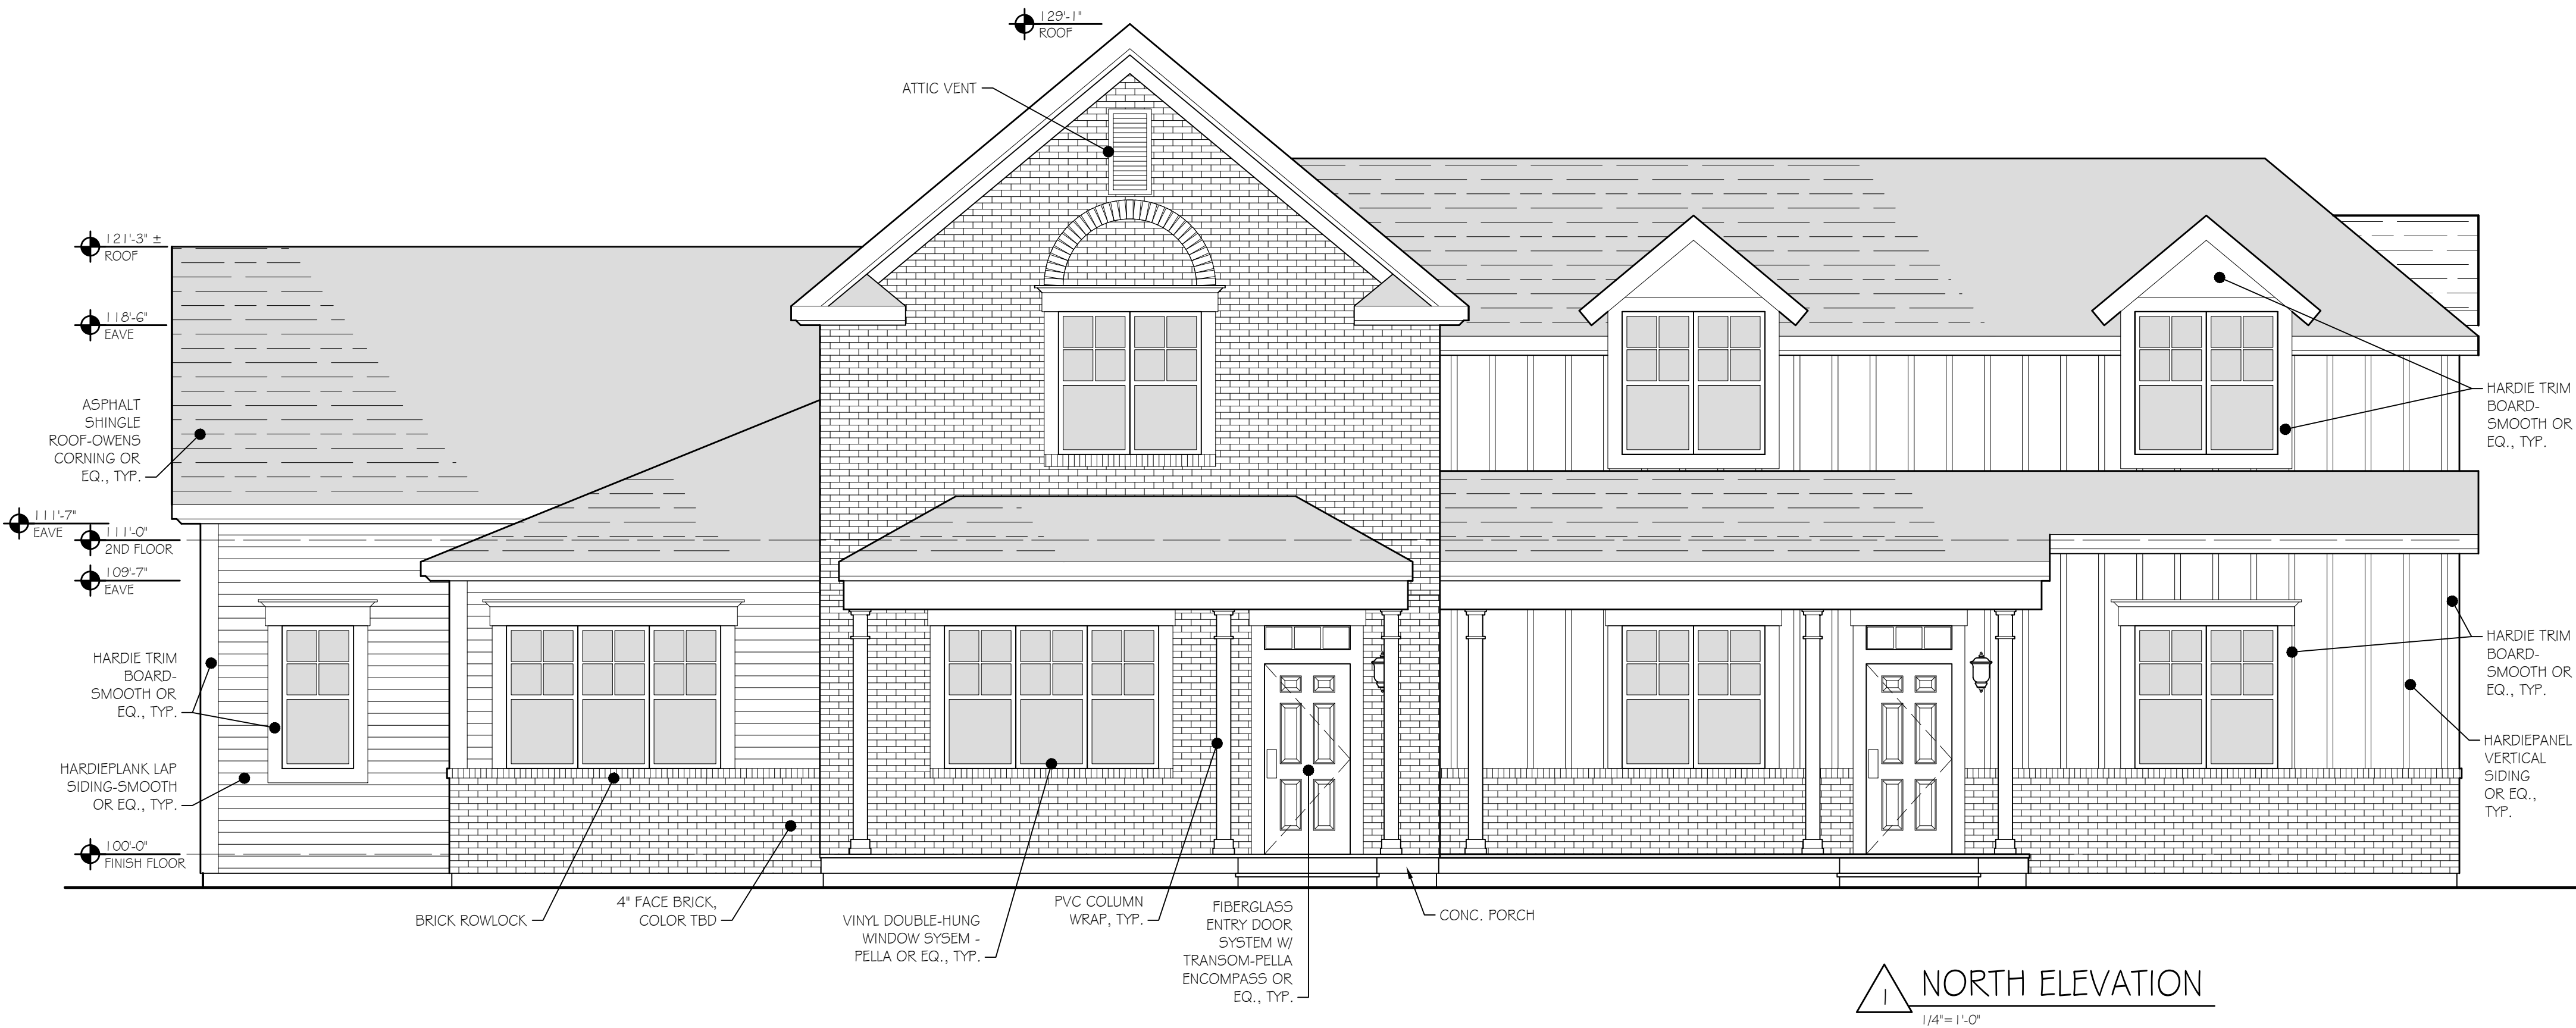 129'-1"
ROOF
ATTIC VENT
121'-3" ±
ROOF
118'-6"
EAVE
ASPHALT
SHINGLE
ROOF-OWENS
CORNING OR
EQ., TYP.
111'-7"
EAVE
111'-0"
2ND FLOOR
109'-7"
EAVE
HARDIE TRIM
BOARD-
SMOOTH OR
EQ., TYP.
HARDIEPLANK LAP
SIDING-SMOOTH
OR EQ., TYP.
100'-0"
FINISH FLOOR
HARDIE TRIM
BOARD-
SMOOTH OR
EQ., TYP.
HARDIE TRIM
BOARD-
SMOOTH OR
EQ., TYP.
HARDIEPANEL
VERTICAL
SIDING
OR EQ.,
TYP.
BRICK ROWLOCK
4" FACE BRICK,
COLOR TBD
VINYL DOUBLE-HUNG
WINDOW SYSEM -
PELLA OR EQ., TYP.
PVC COLUMN
WRAP, TYP.
FIBERGLASS
ENTRY DOOR
SYSTEM W/
TRANSOM-PELLA
ENCOMPASS OR
EQ., TYP.
CONC. PORCH
1
NORTH ELEVATION
1/4"=1'-0"